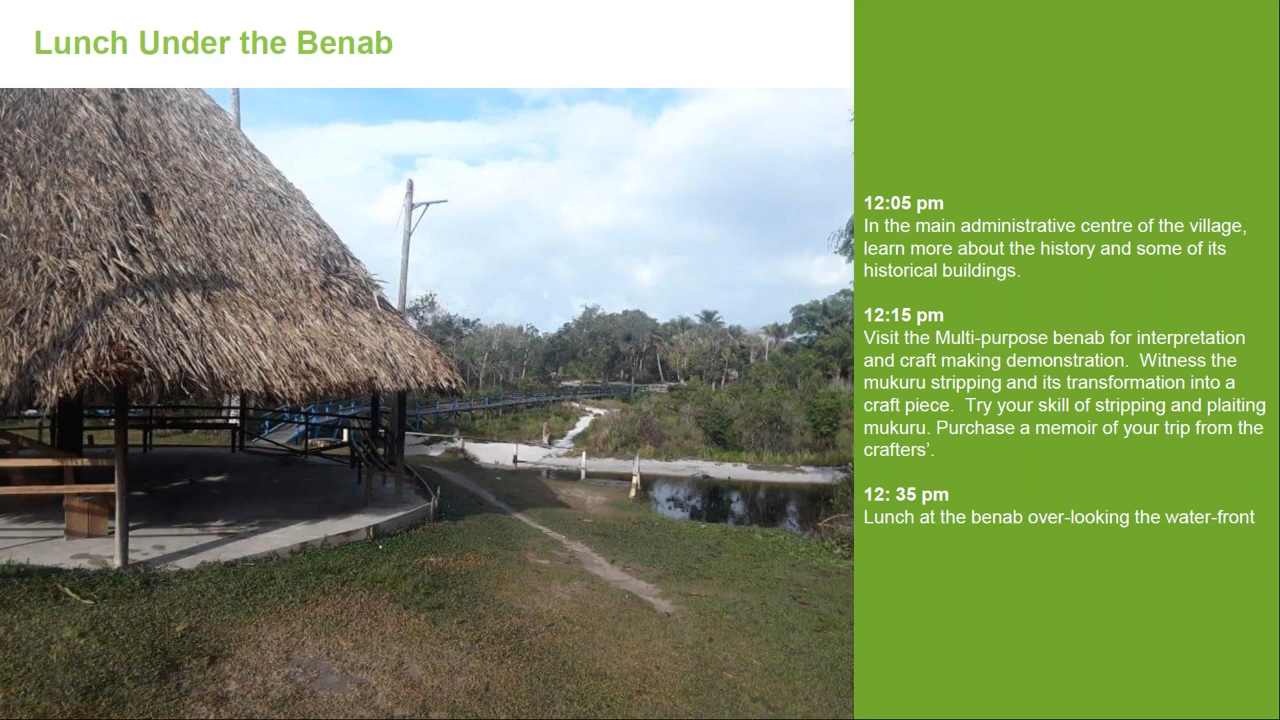 Lunch Under the Benab
12:05 pm
In the main administrative centre of the village,
learn more about the history and some of its
historical buildings.
12:15 pm
Visit the Multi-purpose benab for interpretation
and craft making demonstration.  Witness the
mukuru stripping and its transformation into a
craft piece.  Try your skill of stripping and plaiting
mukuru. Purchase a memoir of your trip from the
crafters’.
12: 35 pm
Lunch at the benab over-looking the water-front